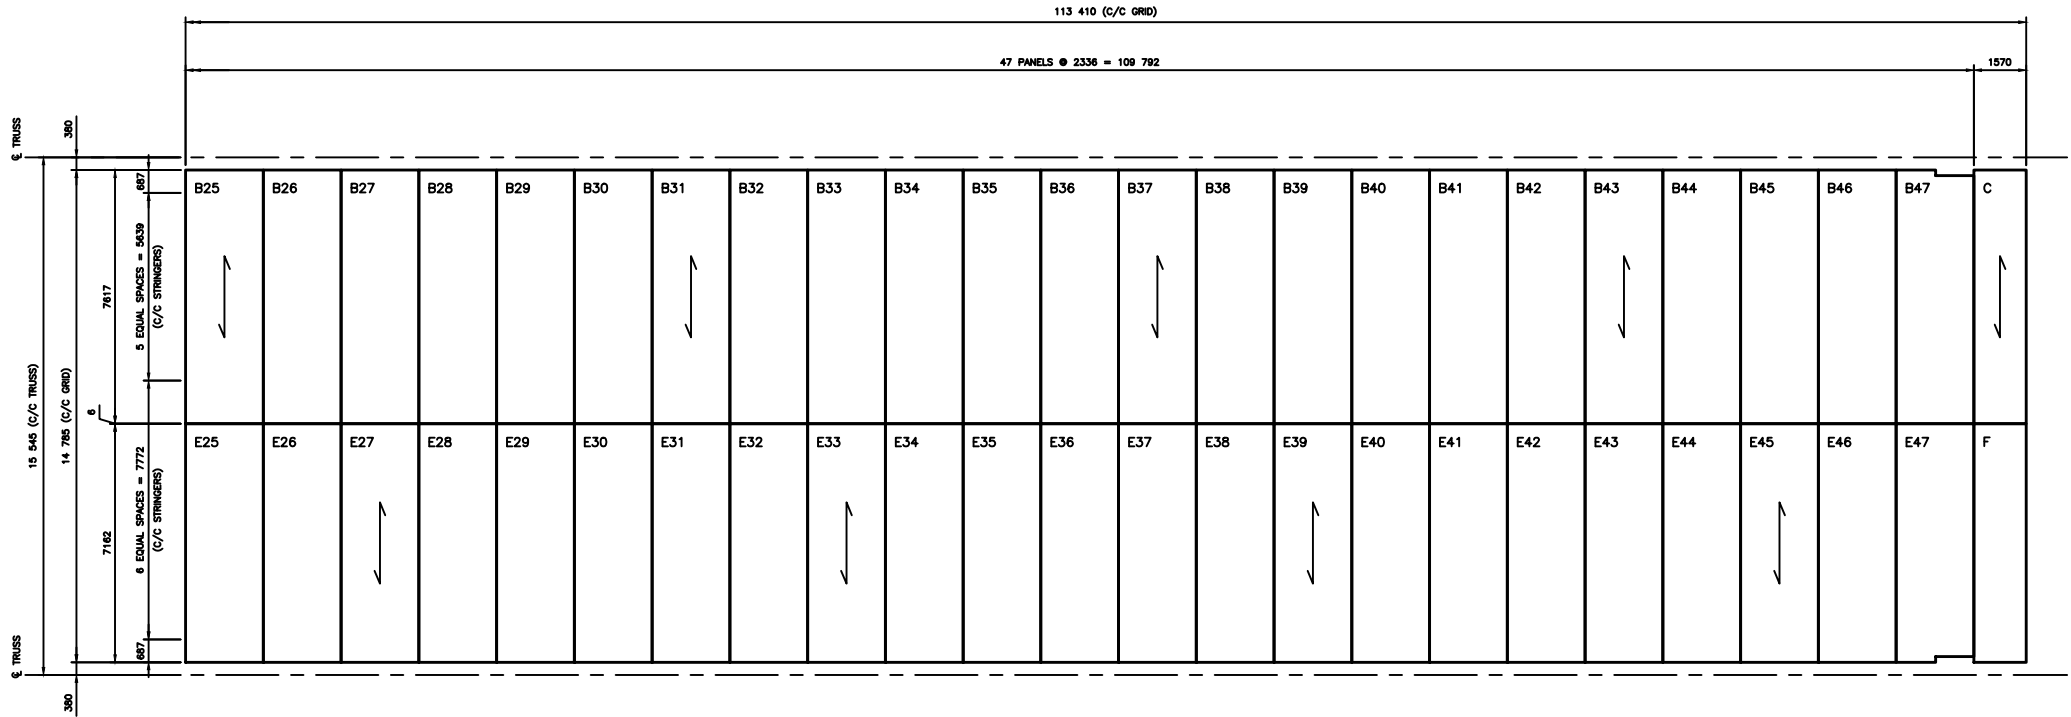 113 410 (C/C GRID)
47 PANELS @ 2336 = 109 792
1570
℄ TRUSS
380
687
B25 B26 B27 B28 B29 B30 B31 B32 B33 B34 B35 B36 B37 B38 B39 B40 B41 B42 B43 B44 B45 B46 B47 C
5 EQUAL SPACES = 5639
(C/C STRINGERS)
7617
15 545 (C/C TRUSS)
14 785 (C/C GRID)
6
E25 E26 E27 E28 E29 E30 E31 E32 E33 E34 E35 E36 E37 E38 E39 E40 E41 E42 E43 E44 E45 E46 E47 F
6 EQUAL SPACES = 7772
(C/C STRINGERS)
7162
687
℄ TRUSS
380